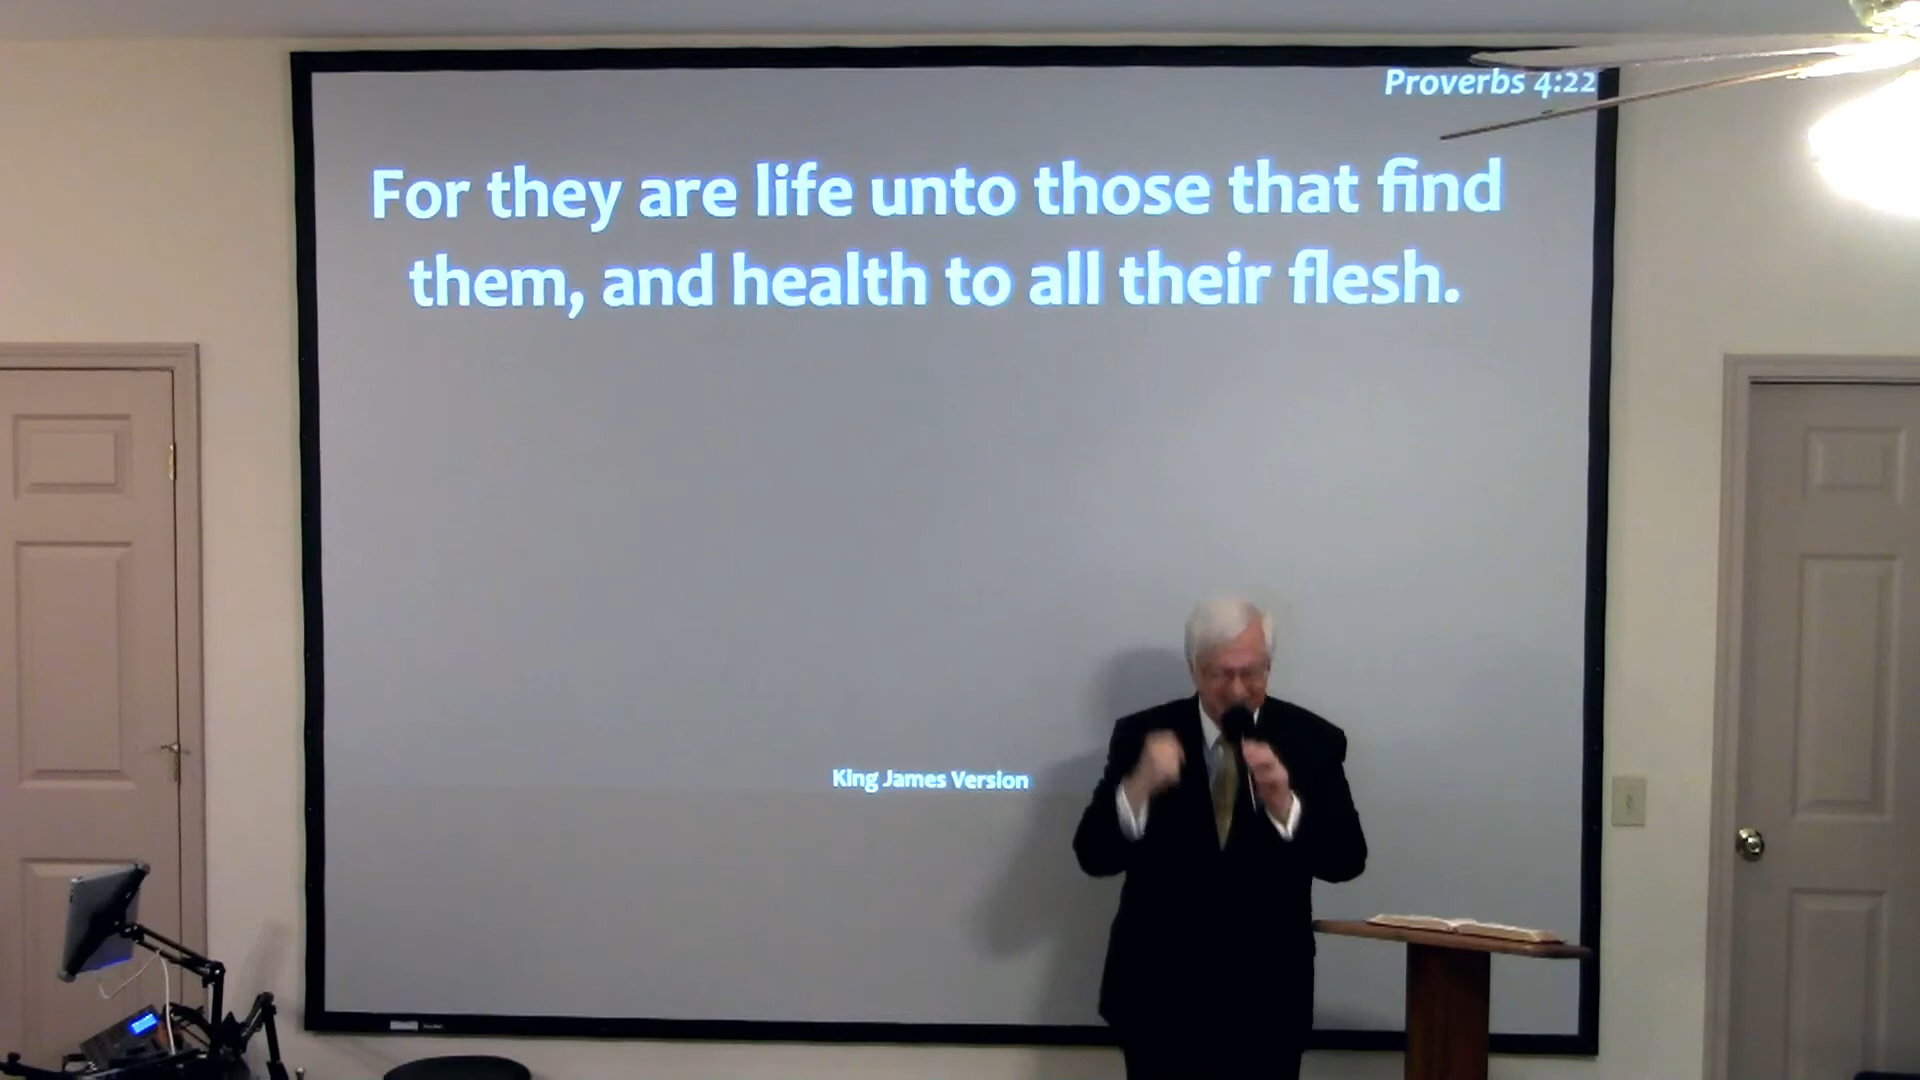 Proverbs 4:22
For they are life unto those that find
them, and health to all their flesh.
King James Version